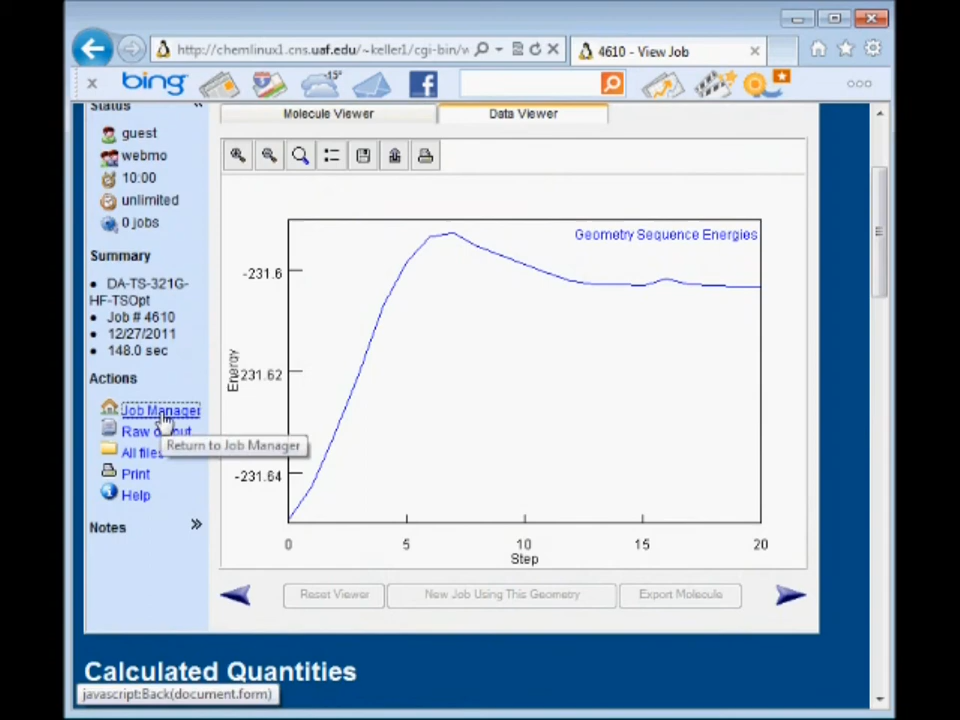 http://chemlinux1.cns.uaf.edu/~keller1/cgi-bin/w
4610 - View Job
bing
-15°
Status
guest
webmo
10:00
unlimited
0 jobs
Summary
DA-TS-321G-
HF-TSOpt
Job # 4610
12/27/2011
148.0 sec
Actions
Job Manager
Raw output
Return to Job Manager
All files
Print
Help
Notes
Molecule Viewer
Data Viewer
Geometry Sequence Energies
-231.6
-231.62
-231.64
Energy
0 5 10 15 20
Step
Reset Viewer
New Job Using This Geometry
Export Molecule
Calculated Quantities
javascript:Back(document.form)